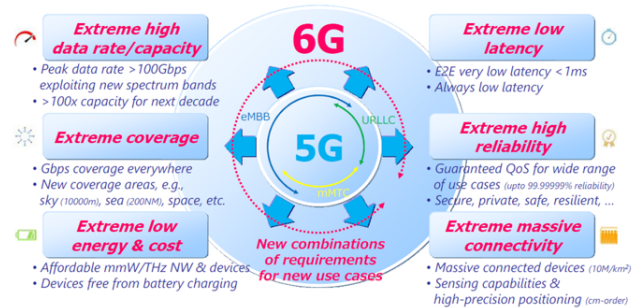 Extreme high
data rate/capacity
• Peak data rate >100Gbps
exploiting new spectrum bands
• >100x capacity for next decade
Extreme coverage
• Gbps coverage everywhere
• New coverage areas, e.g.,
sky (10000m), sea (200NM), space, etc.
Extreme low
energy & cost
• Affordable mmW/THz NW & devices
• Devices free from battery charging
6G
eMBB
URLLC
5G
mMTC
New combinations
of requirements
for new use cases
Extreme low
latency
• E2E very low latency <1ms
• Always low latency
Extreme high
reliability
• Guaranteed QoS for wide range
of use cases (upto 99.99999% reliability)
• Secure, private, safe, resilient, ...
Extreme massive
connectivity
• Massive connected devices (10M/km²)
• Sensing capabilities &
high-precision positioning (cm-order)